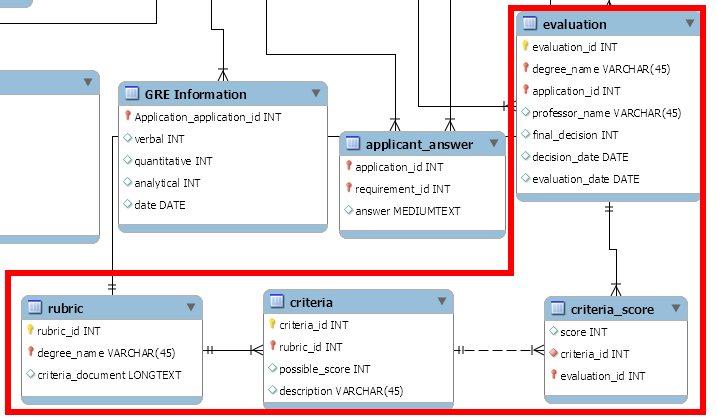 evaluation
evaluation_id INT
degree_name VARCHAR(45)
application_id INT
professor_name VARCHAR(45)
final_decision INT
decision_date DATE
evaluation_date DATE
GRE Information
Application_application_id INT
verbal INT
quantitative INT
analytical INT
date DATE
applicant_answer
application_id INT
requirement_id INT
answer MEDIUMTEXT
rubric
rubric_id INT
degree_name VARCHAR(45)
criteria_document LONGTEXT
criteria
criteria_id INT
rubric_id INT
possible_score INT
description VARCHAR(45)
criteria_score
score INT
criteria_id INT
evaluation_id INT